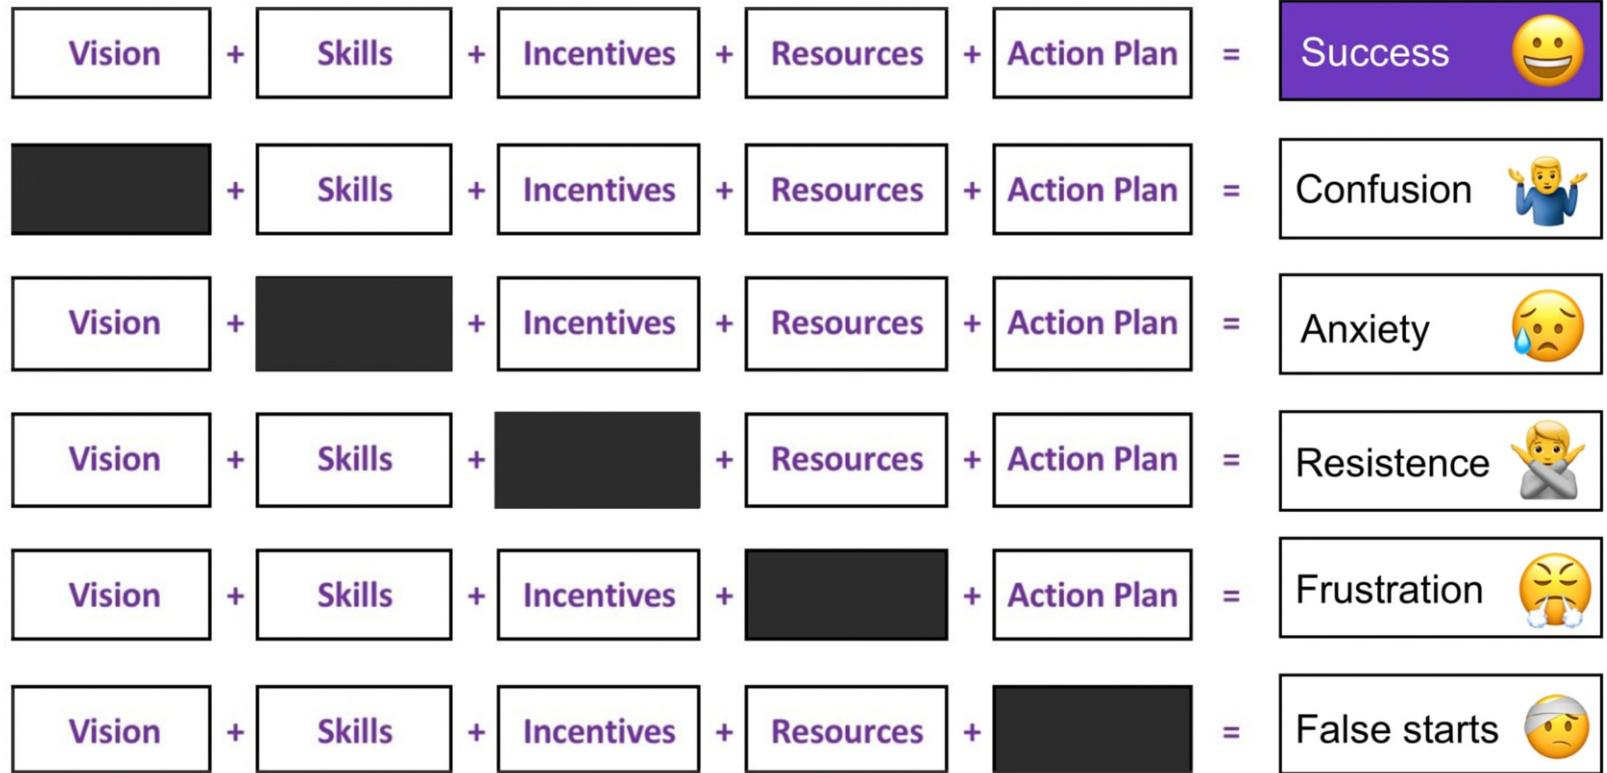 Vision + Skills + Incentives + Resources + Action Plan = Success
+ Skills + Incentives + Resources + Action Plan = Confusion
Vision + + Incentives + Resources + Action Plan = Anxiety
Vision + Skills + + Resources + Action Plan = Resistence
Vision + Skills + Incentives + + Action Plan = Frustration
Vision + Skills + Incentives + Resources + = False starts